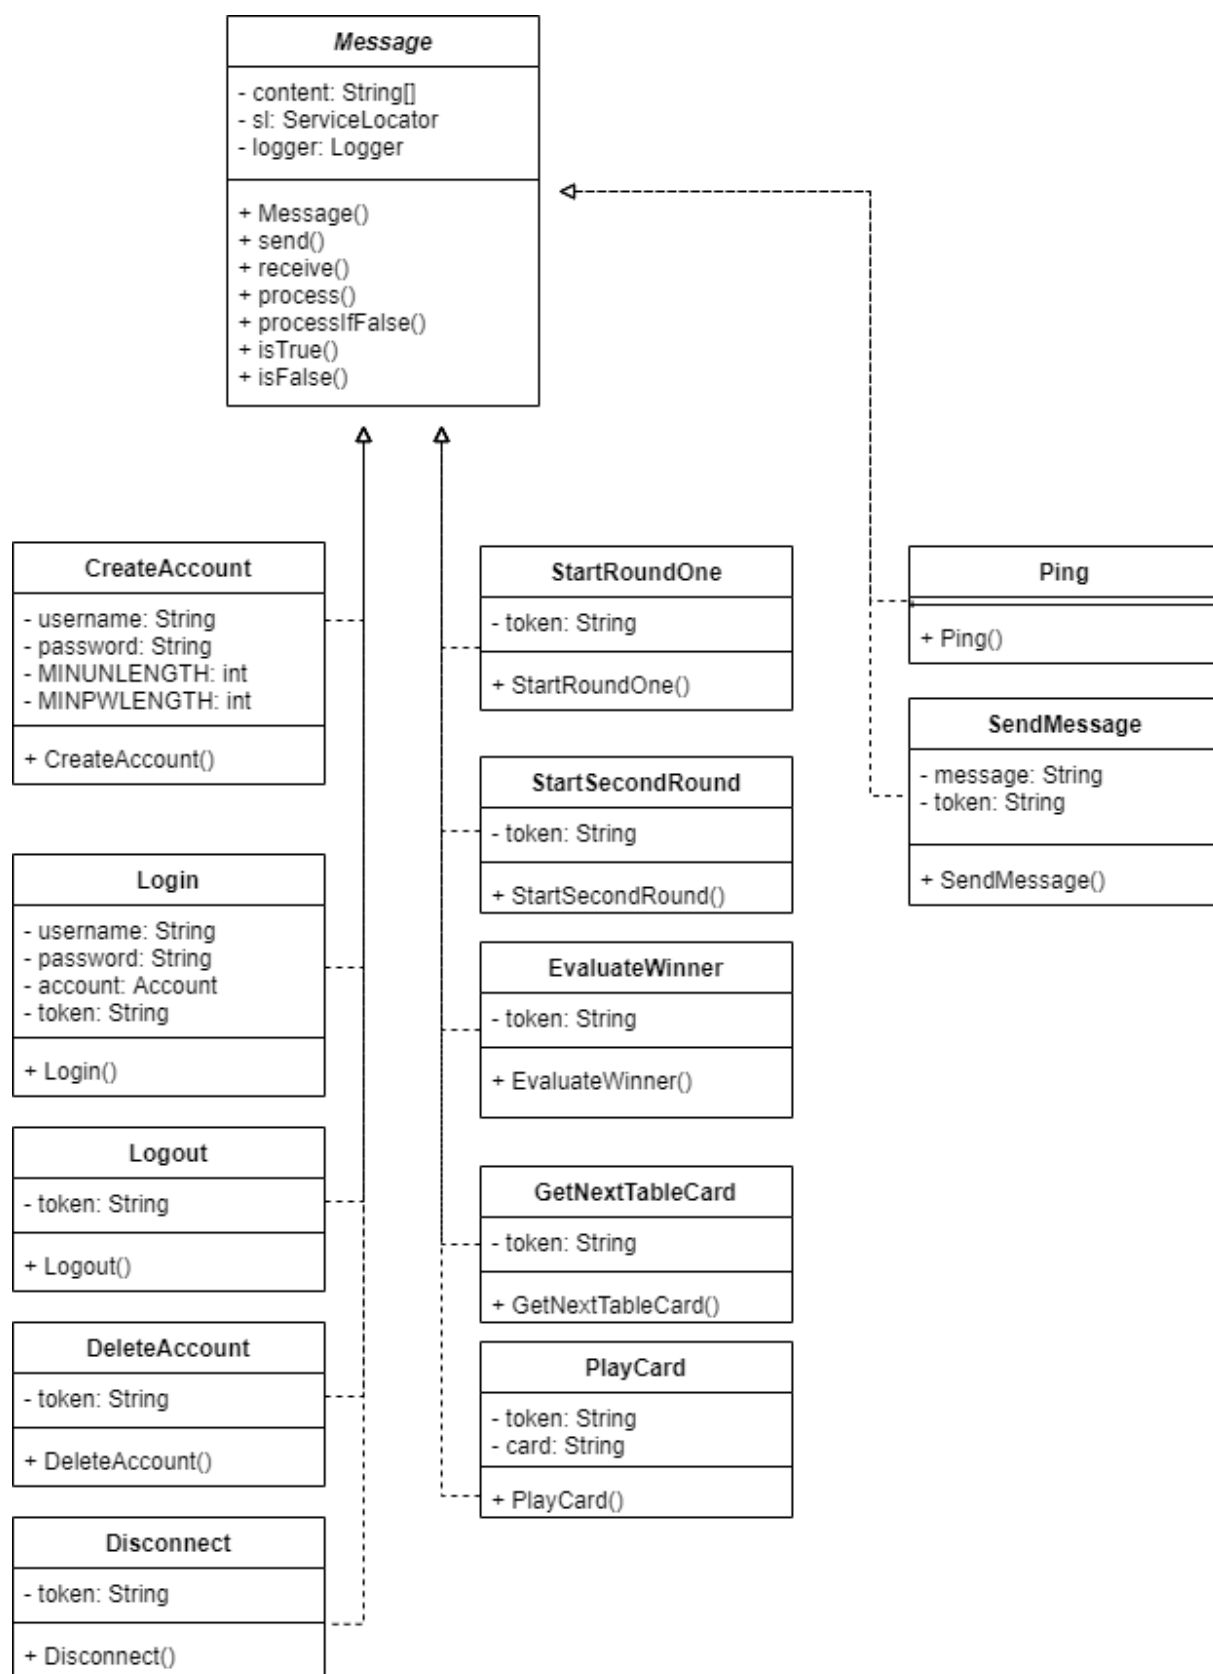 Message
- content: String[]
- sl: ServiceLocator
- logger: Logger
+ Message()
+ send()
+ receive()
+ process()
+ processIfFalse()
+ isTrue()
+ isFalse()
CreateAccount
- username: String
- password: String
- MINUNLENGTH: int
- MINPWLENGTH: int
+ CreateAccount()
Login
- username: String
- password: String
- account: Account
- token: String
+ Login()
Logout
- token: String
+ Logout()
DeleteAccount
- token: String
+ DeleteAccount()
Disconnect
- token: String
+ Disconnect()
StartRoundOne
- token: String
+ StartRoundOne()
StartSecondRound
- token: String
+ StartSecondRound()
EvaluateWinner
- token: String
+ EvaluateWinner()
GetNextTableCard
- token: String
+ GetNextTableCard()
PlayCard
- token: String
- card: String
+ PlayCard()
Ping
+ Ping()
SendMessage
- message: String
- token: String
+ SendMessage()